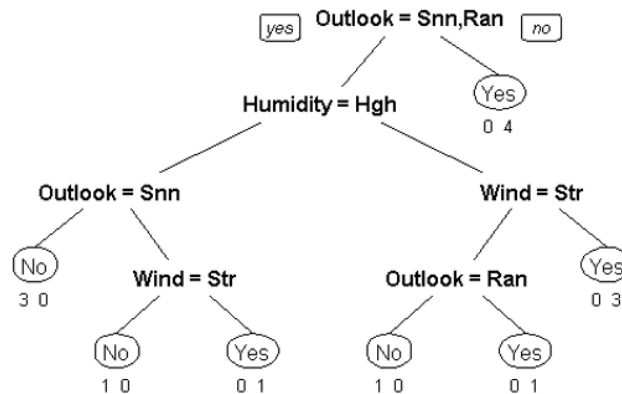 yes Outlook = Snn,Ran no
Humidity = Hgh Yes
0 4
Outlook = Snn Wind = Str
No Wind = Str Outlook = Ran Yes
3 0 0 3
No Yes No Yes
1 0 0 1 1 0 0 1